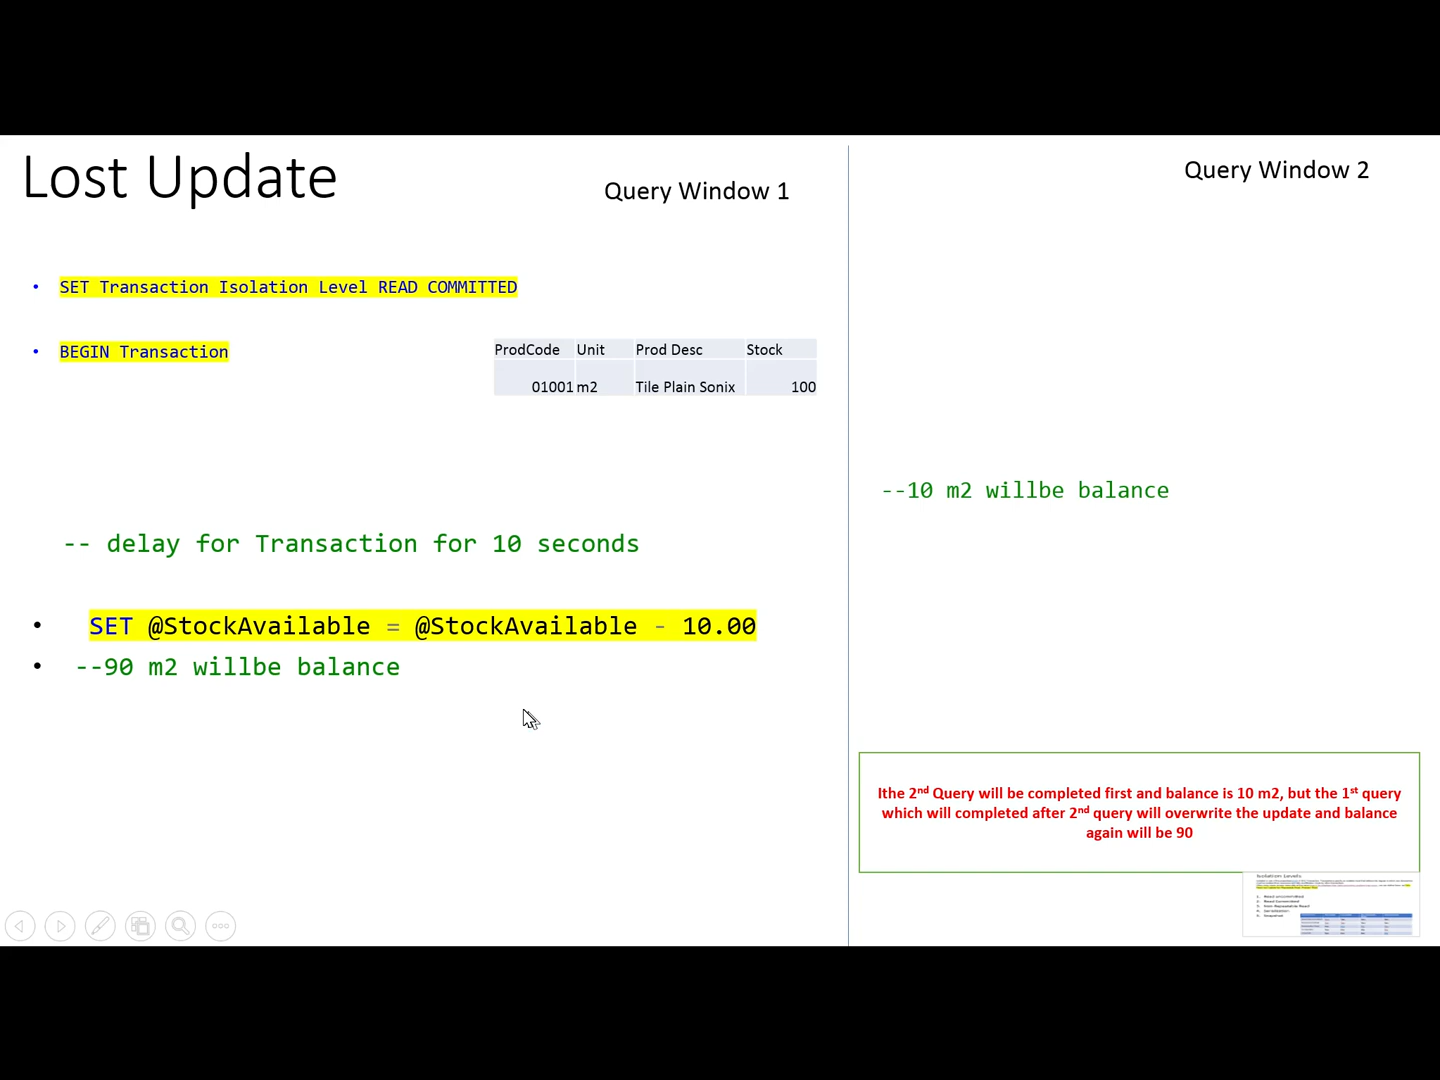 Lost Update
Query Window 1
Query Window 2
• SET Transaction Isolation Level READ COMMITTED
• BEGIN Transaction
ProdCode Unit Prod Desc Stock
01001 m2 Tile Plain Sonix 100
--10 m2 willbe balance
-- delay for Transaction for 10 seconds
• SET @StockAvailable = @StockAvailable - 10.00
• --90 m2 willbe balance
Ithe 2nd Query will be completed first and balance is 10 m2, but the 1st query
which will completed after 2nd query will overwrite the update and balance
again will be 90
Isolation Levels